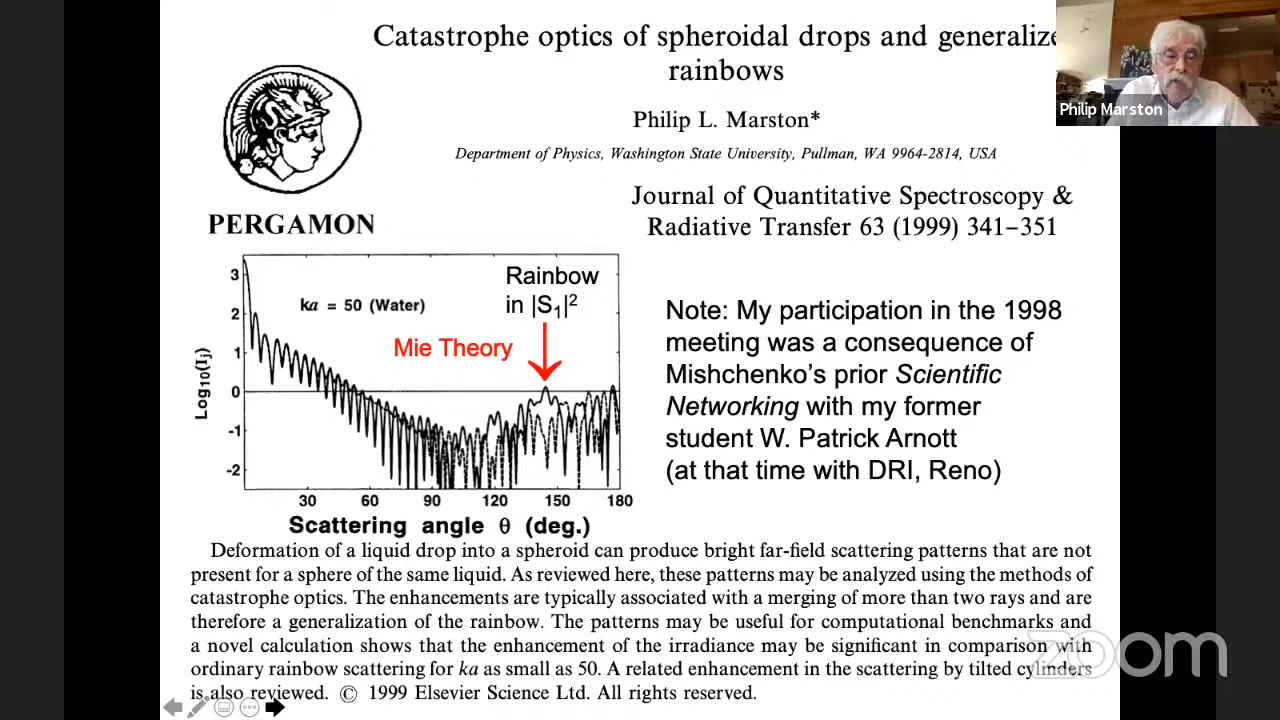 Catastrophe optics of spheroidal drops and generalize
rainbows
Philip L. Marston*
Philip Marston
Department of Physics, Washington State University, Pullman, WA 9964-2814, USA
Journal of Quantitative Spectroscopy &
Radiative Transfer 63 (1999) 341–351
PERGAMON
3
2
1
0
-1
-2
Log10(Ij)
ka = 50 (Water)
Rainbow
in |S1|2
Mie Theory
30 60 90 120 150 180
Scattering angle θ (deg.)
Note: My participation in the 1998
meeting was a consequence of
Mishchenko's prior Scientific
Networking with my former
student W. Patrick Arnott
(at that time with DRI, Reno)
Deformation of a liquid drop into a spheroid can produce bright far-field scattering patterns that are not
present for a sphere of the same liquid. As reviewed here, these patterns may be analyzed using the methods of
catastrophe optics. The enhancements are typically associated with a merging of more than two rays and are
therefore a generalization of the rainbow. The patterns may be useful for computational benchmarks and
a novel calculation shows that the enhancement of the irradiance may be significant in comparison with
ordinary rainbow scattering for ka as small as 50. A related enhancement in the scattering by tilted cylinders
is also reviewed. © 1999 Elsevier Science Ltd. All rights reserved.
zoom